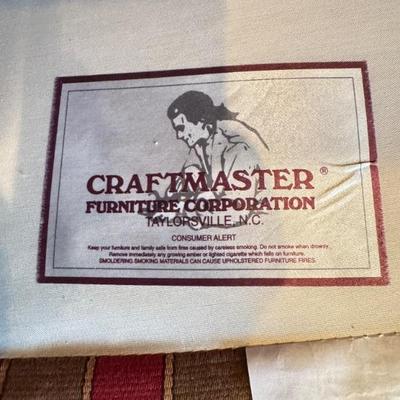 CRAFTMASTER®
FURNITURE CORPORATION
TAYLORSVILLE, N.C.
CONSUMER ALERT
Keep your furniture and family safe from fires caused by careless smoking. Do not smoke when drowsy.
Remove immediately any growing ember or lighted cigarette which falls on furniture.
SMOLDERING SMOKING MATERIALS CAN CAUSE UPHOLSTERED FURNITURE FIRES.